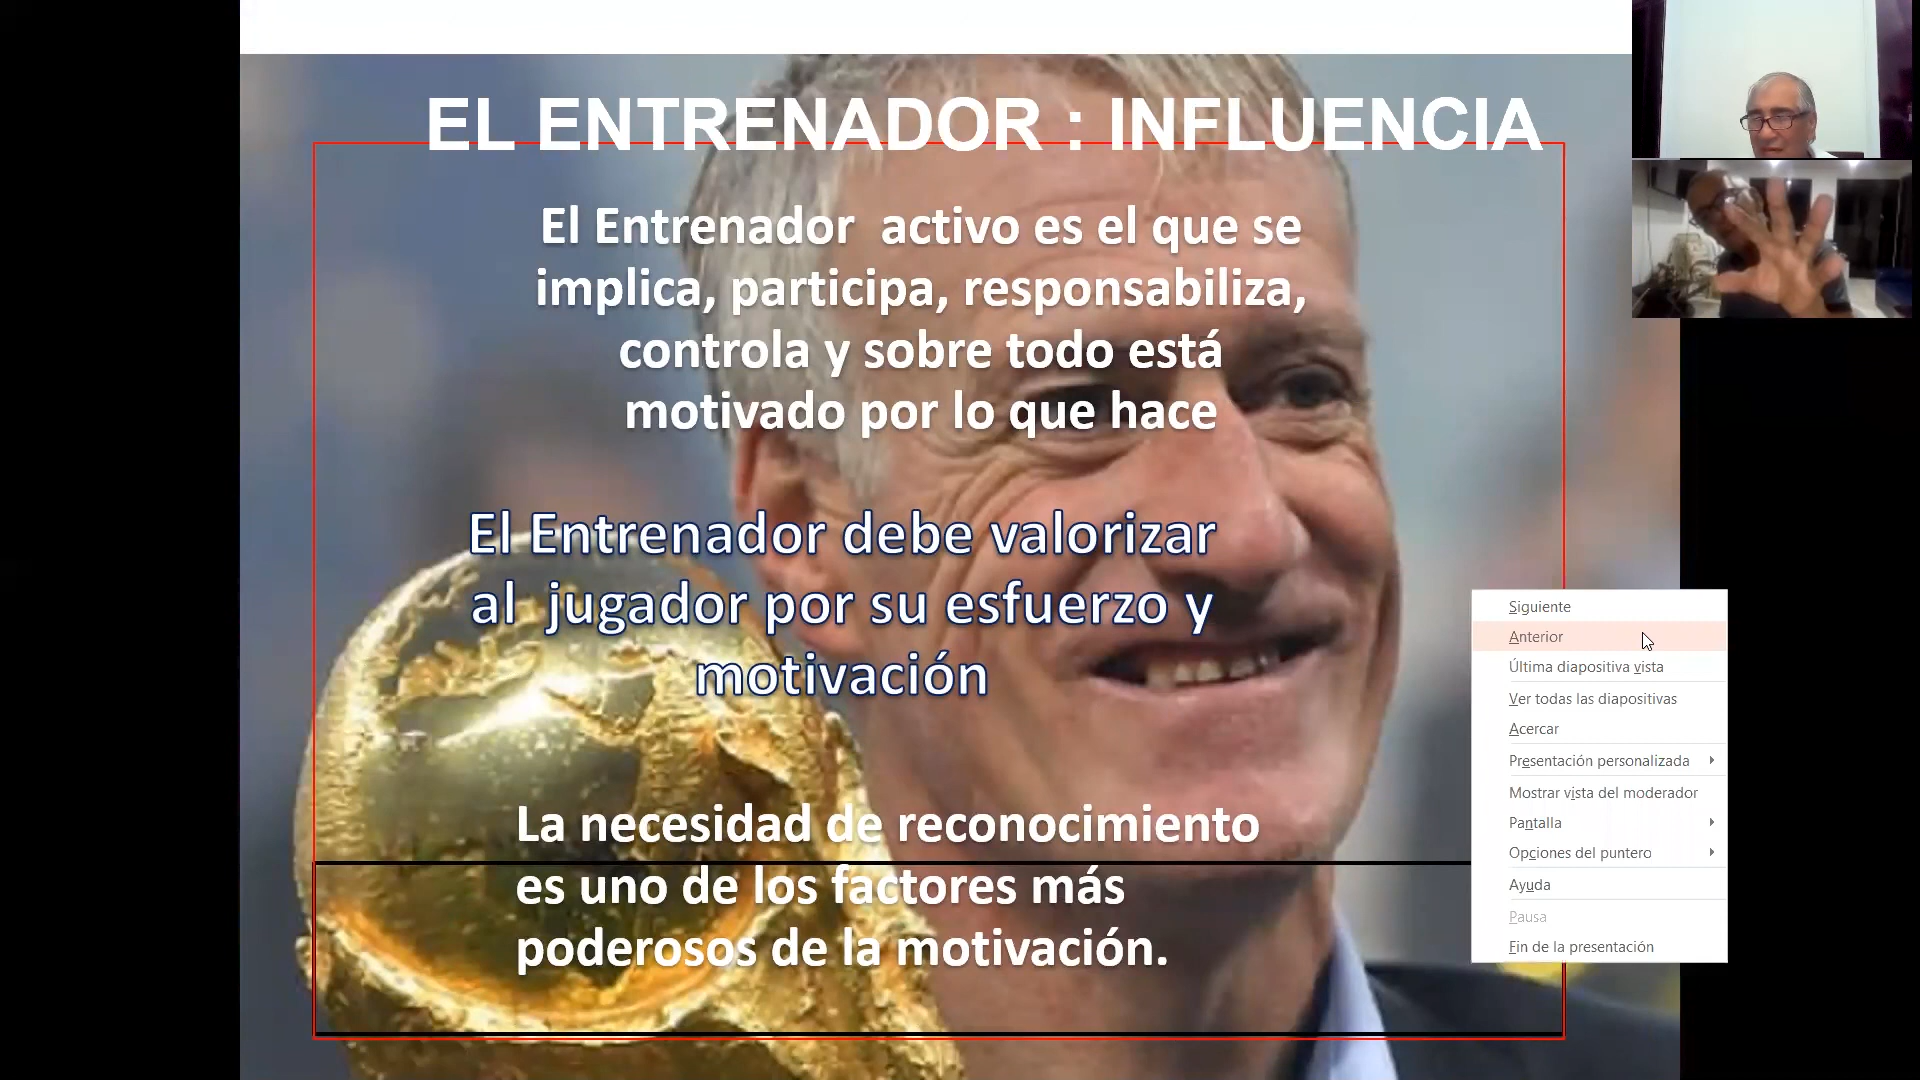 EL ENTRENADOR : INFLUENCIA
El Entrenador activo es el que se
implica, participa, responsabiliza,
controla y sobre todo está
motivado por lo que hace
El Entrenador debe valorizar
al jugador por su esfuerzo y
motivación
La necesidad de reconocimiento
es uno de los factores más
poderosos de la motivación.
Siguiente
Anterior
Última diapositiva vista
Ver todas las diapositivas
Acercar
Presentación personalizada
Mostrar vista del moderador
Pantalla
Opciones del puntero
Ayuda
Pausa
Fin de la presentación